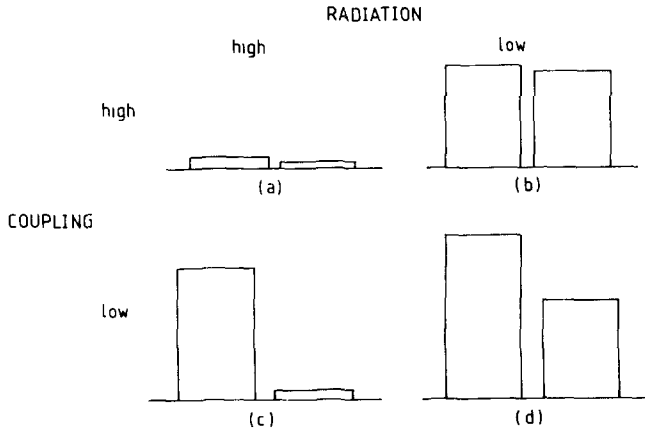 RADIATION
high low
high
(a) (b)
COUPLING
low
(c) (d)